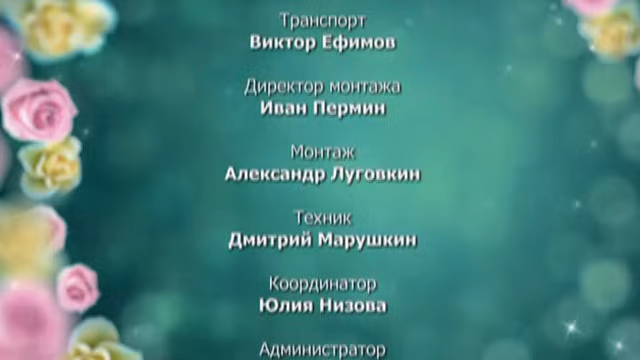 Транспорт
Виктор Ефимов
Директор монтажа
Иван Пермин
Монтаж
Александр Луговкин
Техник
Дмитрий Марушкин
Координатор
Юлия Низова
Администратор